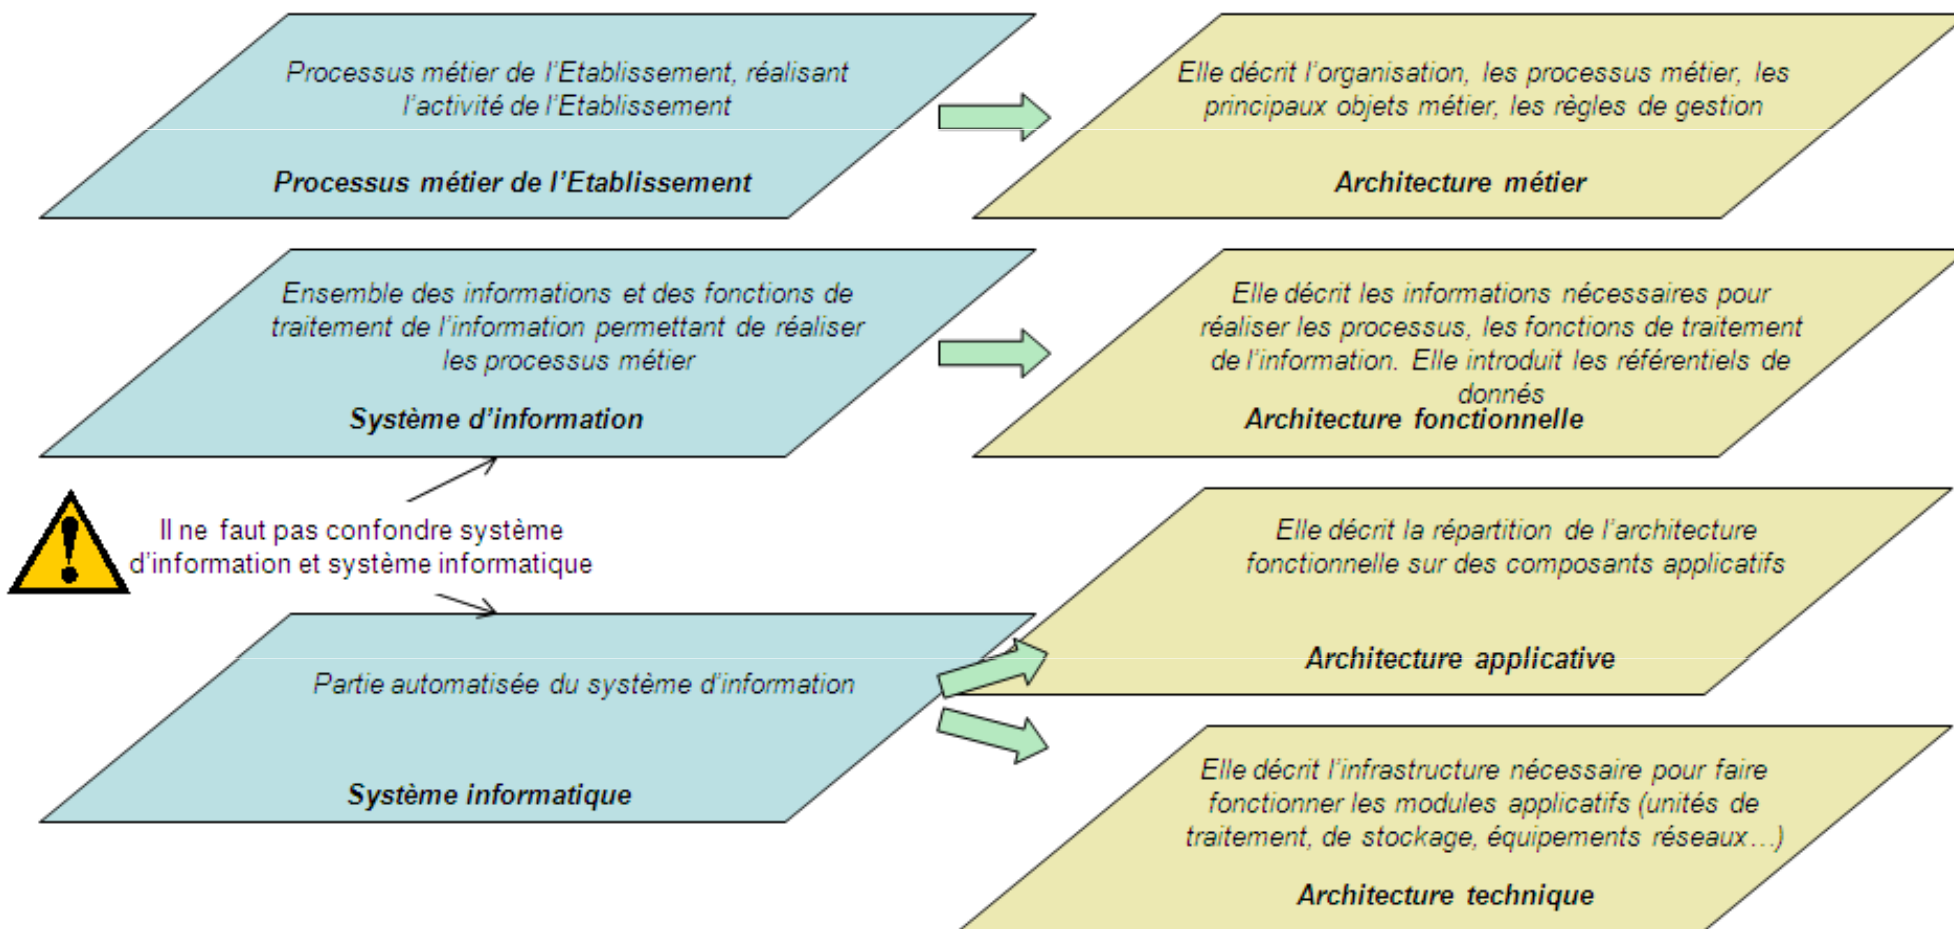 Processus métier de l'Etablissement, réalisant
l'activité de l'Etablissement
Processus métier de l'Etablissement
Elle décrit l'organisation, les processus métier, les
principaux objets métier, les règles de gestion
Architecture métier
Ensemble des informations et des fonctions de
traitement de l'information permettant de réaliser
les processus métier
Système d'information
Elle décrit les informations nécessaires pour
réaliser les processus, les fonctions de traitement
de l'information. Elle introduit les référentiels de
donnés
Architecture fonctionnelle
Il ne faut pas confondre système
d'information et système informatique
Elle décrit la répartition de l'architecture
fonctionnelle sur des composants applicatifs
Architecture applicative
Partie automatisée du système d'information
Système informatique
Elle décrit l'infrastructure nécessaire pour faire
fonctionner les modules applicatifs (unités de
traitement, de stockage, équipements réseaux…)
Architecture technique